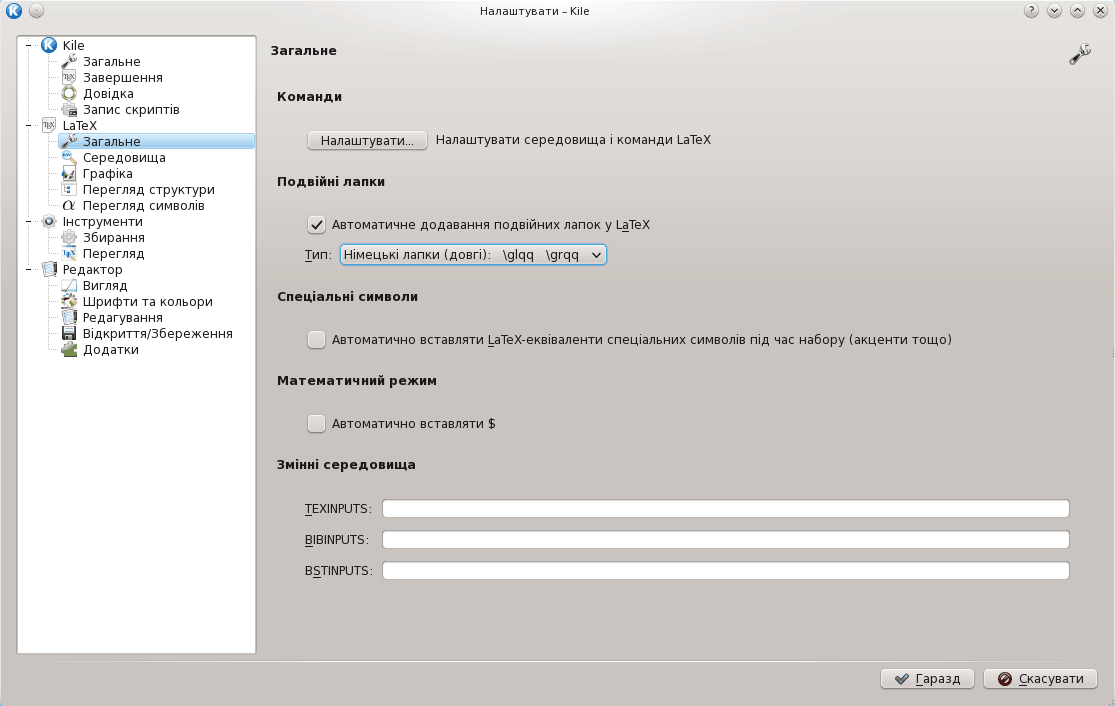 Налаштувати – Kile
Kile
Загальне
Завершення
Довідка
Запис скриптів
LaTeX
Загальне
Середовища
Графіка
Перегляд структури
Перегляд символів
Інструменти
Збирання
Перегляд
Редактор
Вигляд
Шрифти та кольори
Редагування
Відкриття/Збереження
Додатки
Загальне
Команди
Налаштувати... Налаштувати середовища і команди LaTeX
Подвійні лапки
Автоматичне додавання подвійних лапок у LaTeX
Тип: Німецькі лапки (довгі): \glqq \grqq
Спеціальні символи
Автоматично вставляти LaTeX-еквіваленти спеціальних символів під час набору (акценти тощо)
Математичний режим
Автоматично вставляти $
Змінні середовища
TEXINPUTS:
BIBINPUTS:
BSTINPUTS:
Гаразд Скасувати